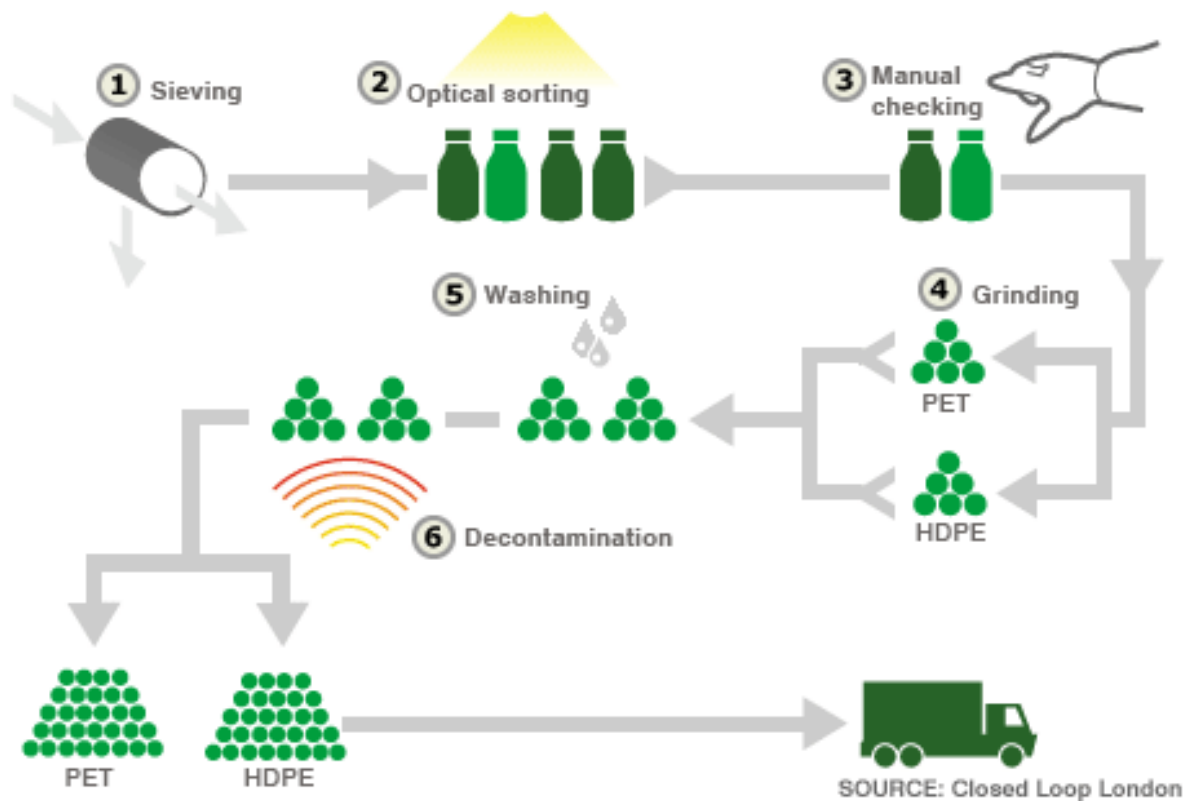 1 Sieving
2 Optical sorting
3 Manual
checking
4 Grinding
PET
HDPE
5 Washing
6 Decontamination
PET
HDPE
SOURCE: Closed Loop London